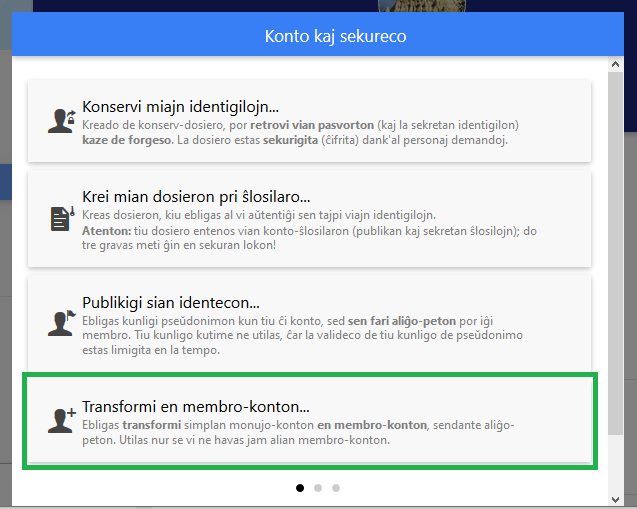 Konto kaj sekureco
Konservi miajn identigilojn...
Kreado de konserv-dosiero, por retrovi vian pasvorton (kaj la sekretan identigilon)
kaze de forgeso. La dosiero estas sekurigita (ĉifrita) dank'al personaj demandoj.
Krei mian dosieron pri ŝlosilaro...
Kreas dosieron, kiu ebligas al vi aŭtentiĝi sen tajpi viajn identigilojn.
Atenton: tiu dosiero entenos vian konto-ŝlosilaron (publikan kaj sekretan ŝlosilojn); do
tre gravas meti ĝin en sekuran lokon!
Publikigi sian identecon...
Ebligas kunligi pseŭdonimon kun tiu ĉi konto, sed sen fari aliĝo-peton por iĝi
membro. Tiu kunligo kutime ne utilas, ĉar la valideco de tiu kunligo de pseŭdonimo
estas limigita en la tempo.
Transformi en membro-konton...
Ebligas transformi simplan monujo-konton en membro-konton, sendante aliĝo-
peton. Utilas nur se vi ne havas jam alian membro-konton.